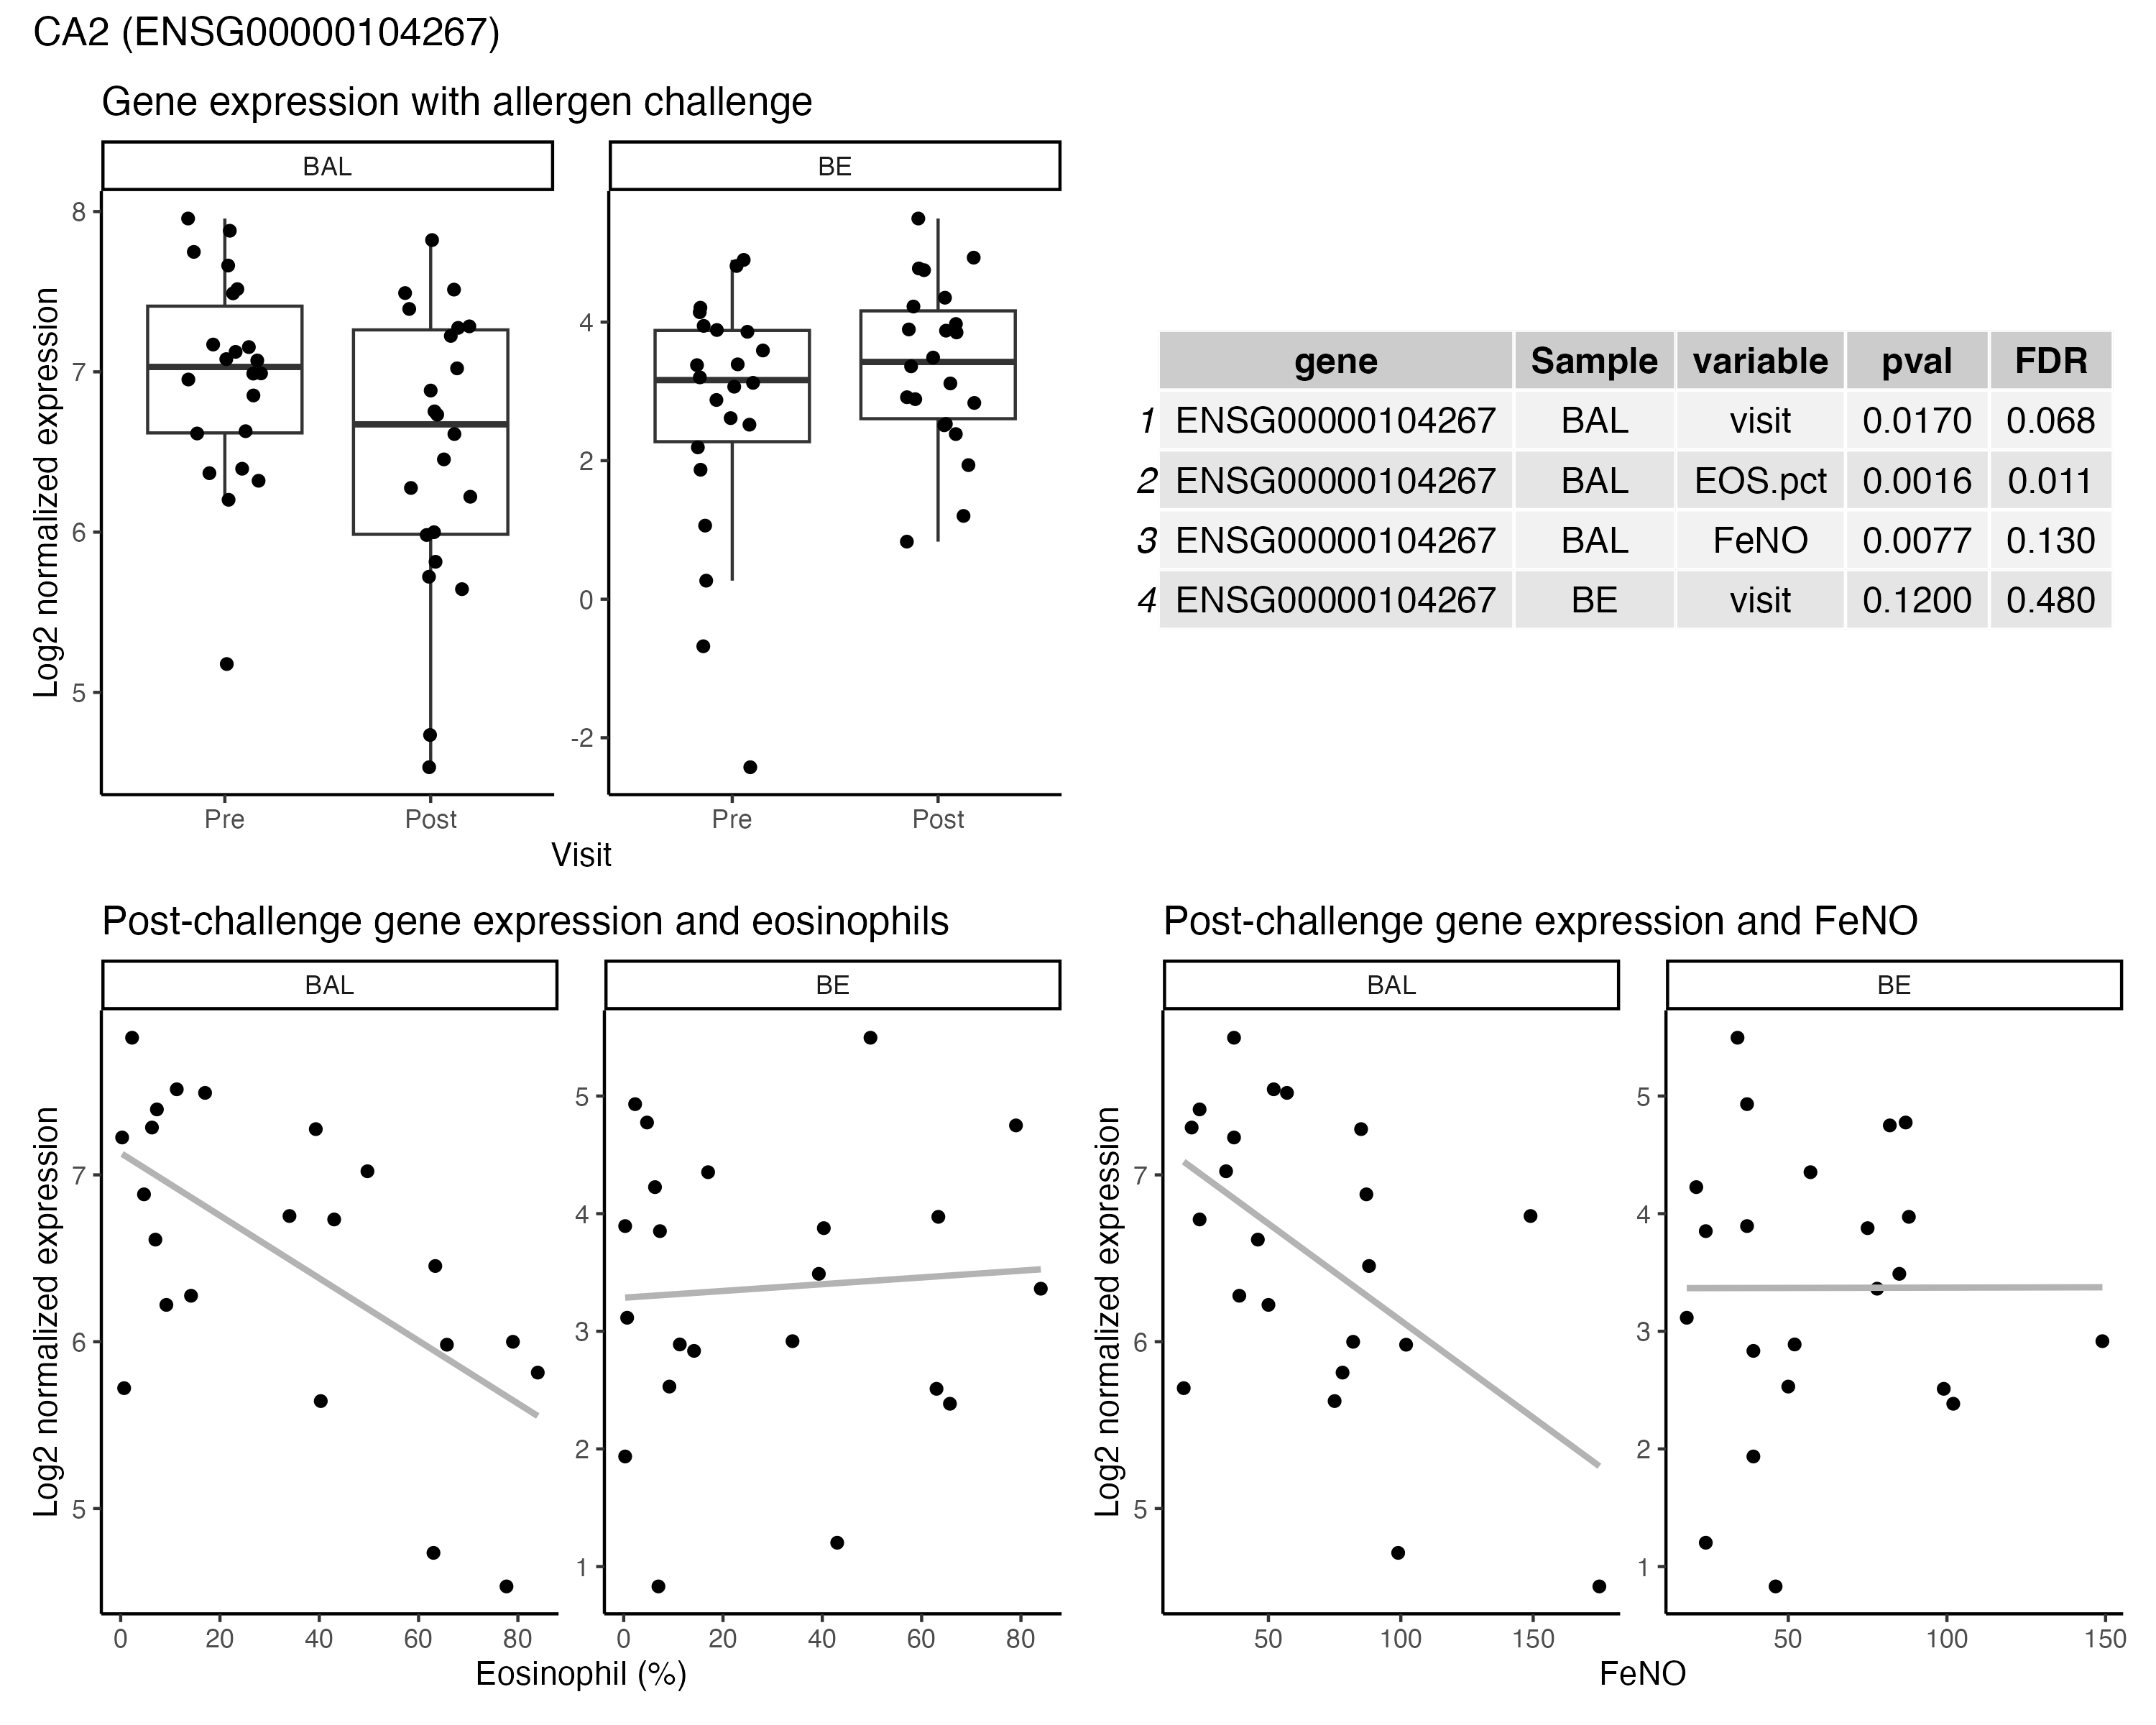 CA2 (ENSG00000104267)
Gene expression with allergen challenge
BAL
BE
Log2 normalized expression
8
7
6
5
4
2
0
-2
Pre
Post
Pre
Post
Visit
gene Sample variable pval FDR
1 ENSG00000104267 BAL visit 0.0170 0.068
2 ENSG00000104267 BAL EOS.pct 0.0016 0.011
3 ENSG00000104267 BAL FeNO 0.0077 0.130
4 ENSG00000104267 BE visit 0.1200 0.480
Post-challenge gene expression and eosinophils
BAL
BE
Log2 normalized expression
7
6
5
5
4
3
2
1
0 20 40 60 80
0 20 40 60 80
Eosinophil (%)
Post-challenge gene expression and FeNO
BAL
BE
Log2 normalized expression
7
6
5
5
4
3
2
1
50 100 150
50 100 150
FeNO